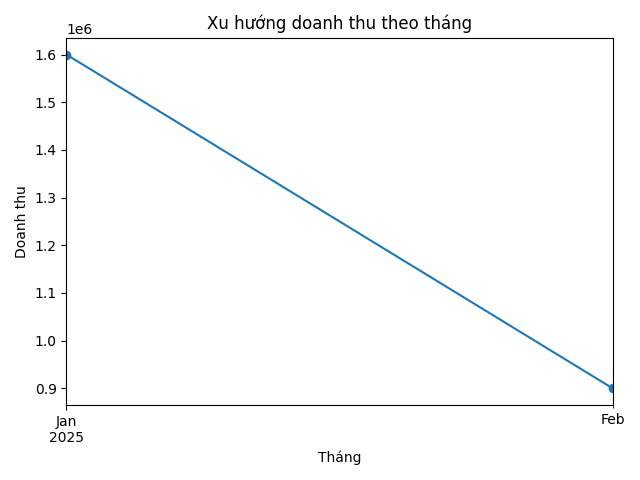 Xu hướng doanh thu theo tháng
1e6
1.6
1.5
1.4
1.3
1.2
1.1
1.0
0.9
Doanh thu
Jan
2025
Feb
Tháng